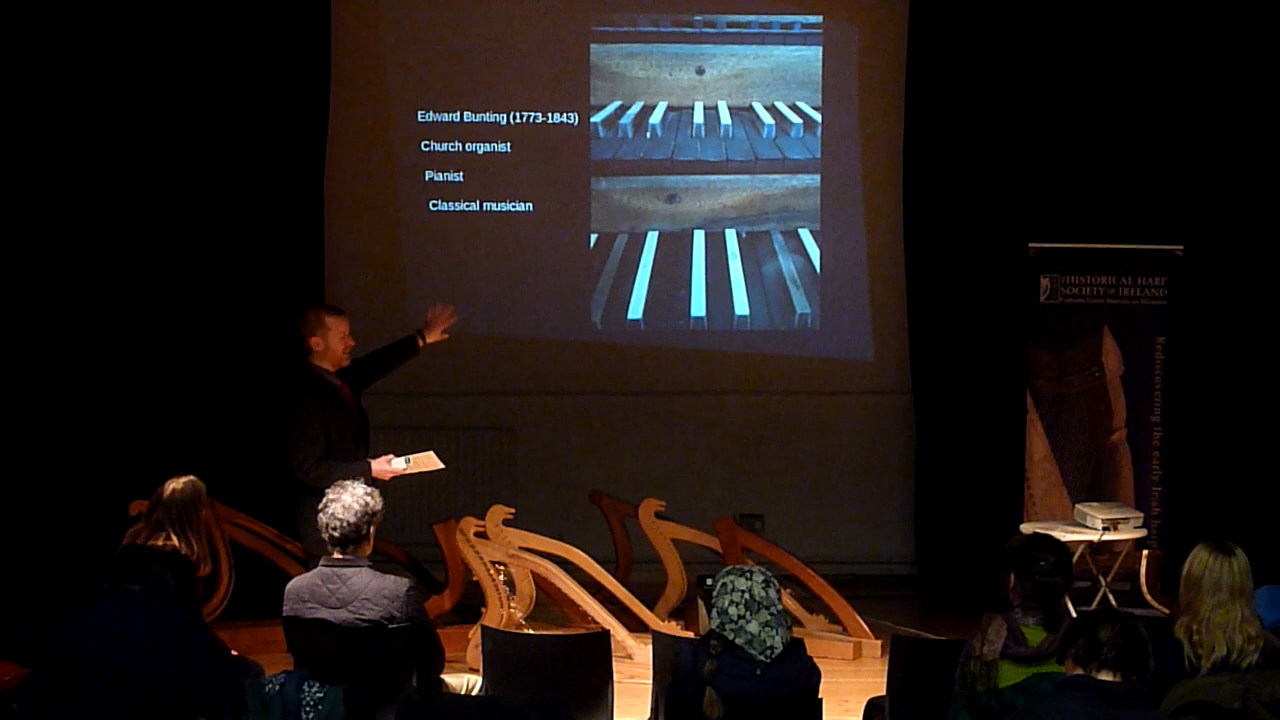 Edward Bunting (1773-1843)
Church organist
Pianist
Classical musician
HISTORICAL HARP
SOCIETY OF IRELAND
Rediscovering the early Irish harp